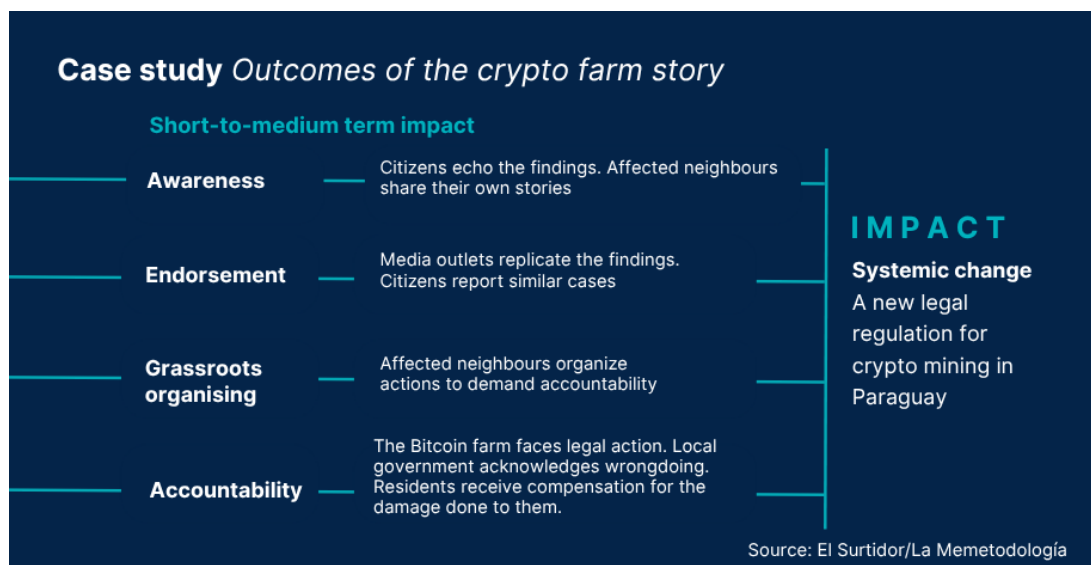 Case study Outcomes of the crypto farm story
Short-to-medium term impact
Awareness
Citizens echo the findings. Affected neighbours
share their own stories
Endorsement
Media outlets replicate the findings.
Citizens report similar cases
Grassroots
organising
Affected neighbours organize
actions to demand accountability
Accountability
The Bitcoin farm faces legal action. Local
government acknowledges wrongdoing.
Residents receive compensation for the
damage done to them.
IMPACT
Systemic change
A new legal
regulation for
crypto mining in
Paraguay
Source: El Surtidor/La Memetodología